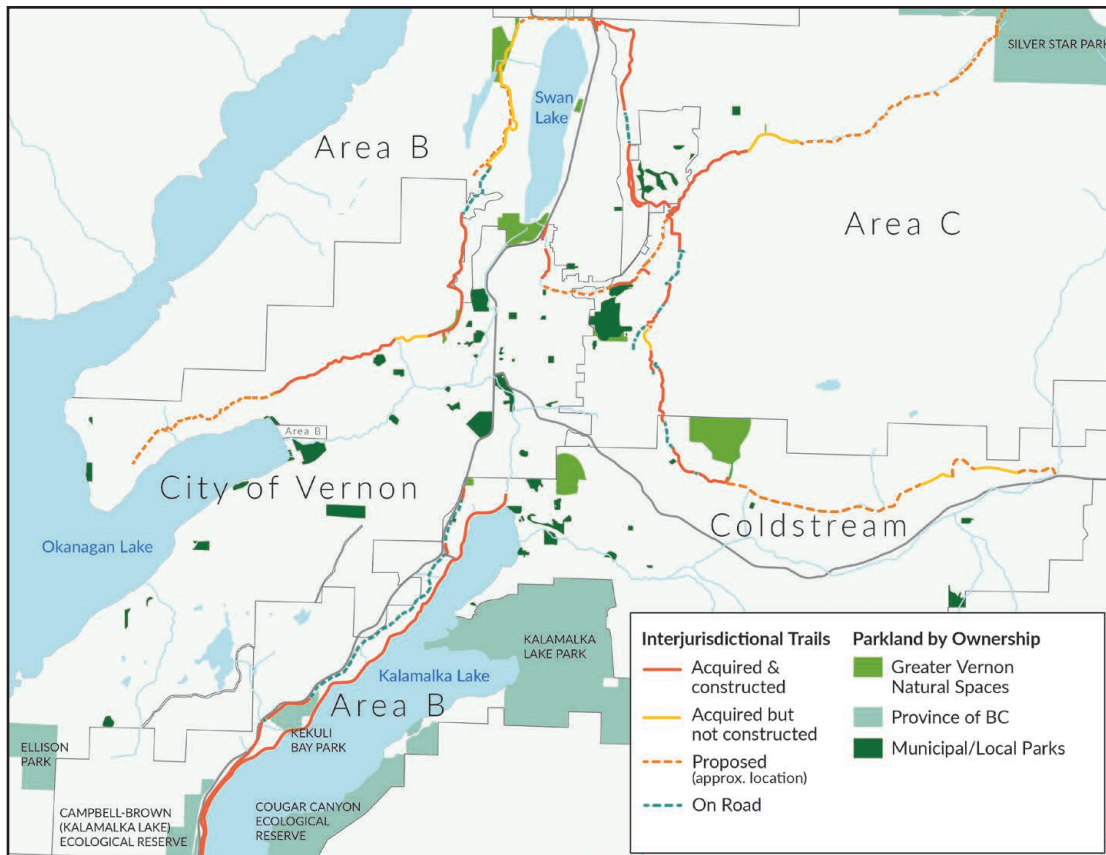 SILVER STAR PARK
Swan
Lake
Area B
Area C
Area B
City of Vernon
Okanagan Lake
Coldstream
KALAMALKA
LAKE PARK
Kalamalka Lake
Area B
KEKULI
BAY PARK
ELLISON
PARK
CAMPBELL-BROWN
(KALAMALKA LAKE)
ECOLOGICAL RESERVE
COUGAR CANYON
ECOLOGICAL
RESERVE
Interjurisdictional Trails
Acquired &
constructed
Acquired but
not constructed
Proposed
(approx. location)
On Road
Parkland by Ownership
Greater Vernon
Natural Spaces
Province of BC
Municipal/Local Parks